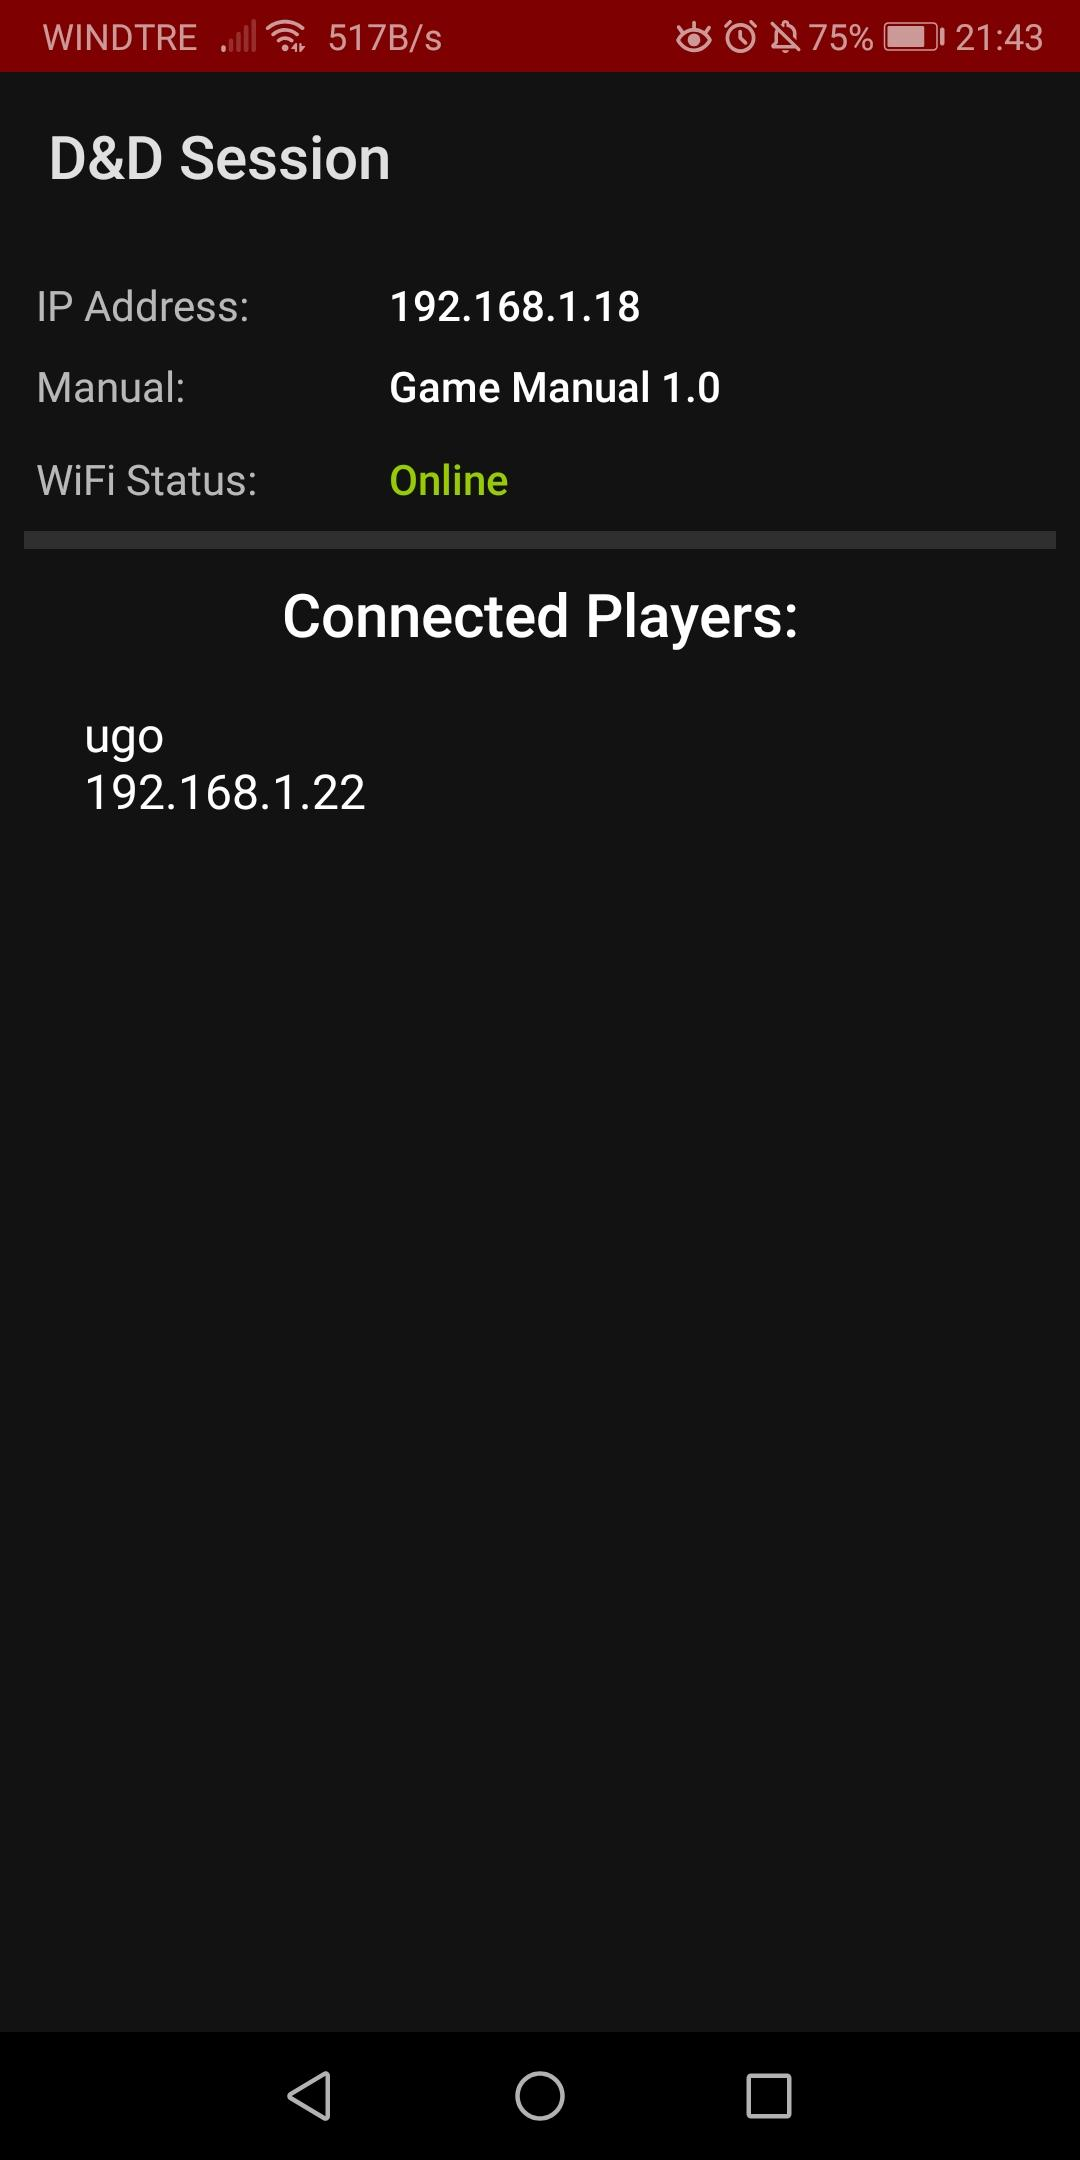 WINDTRE 517B/s 75% 21:43
D&D Session
IP Address: 192.168.1.18
Manual: Game Manual 1.0
WiFi Status: Online
Connected Players:
ugo
192.168.1.22